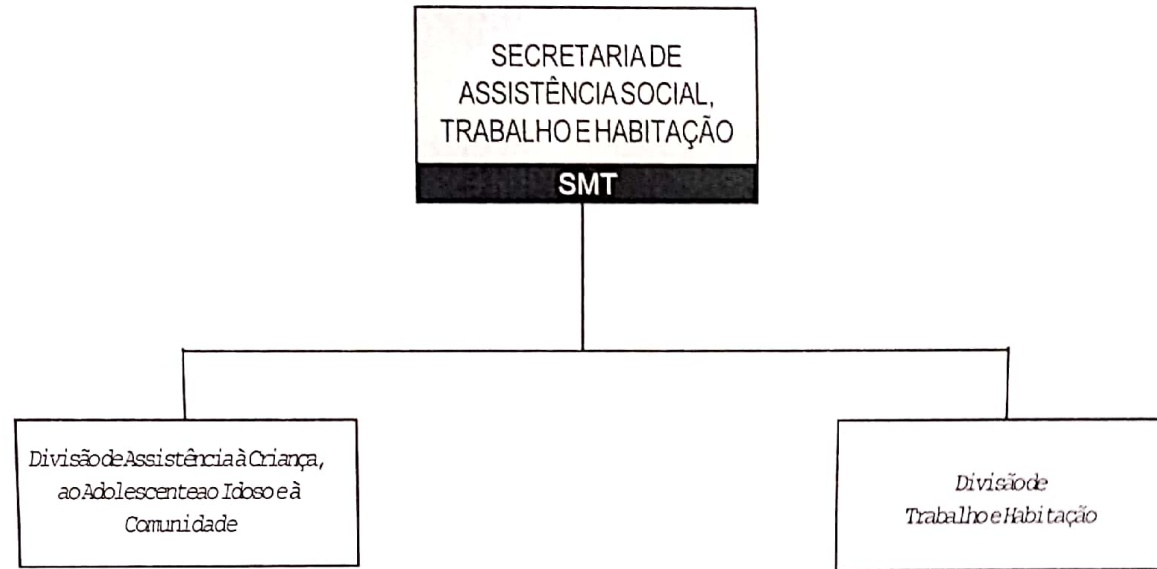 SECRETARIA DE
ASSISTÊNCIA SOCIAL,
TRABALHO E HABITAÇÃO
SMT
Divisão de Assistência à Criança,
ao Adolescente ao Idoso e à
Comunidade
Divisão de
Trabalho e Habitação